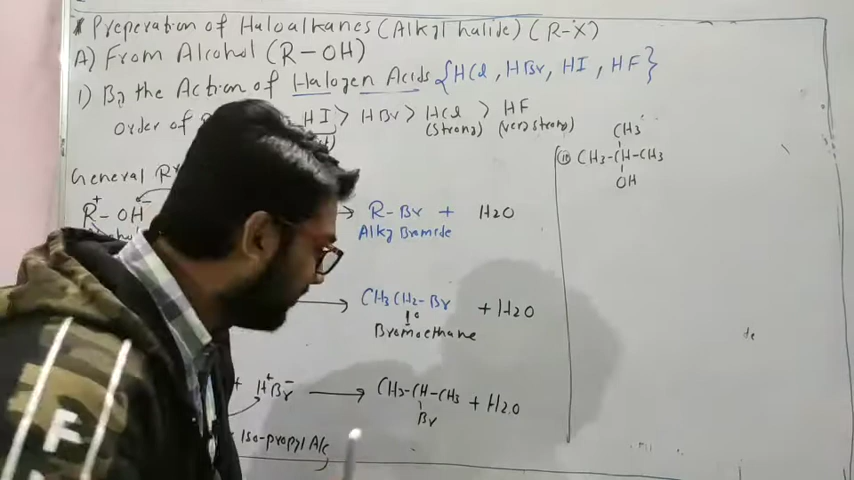 * Preperation of Haloalkanes (Alkyl halide) (R-X)
A) From Alcohol (R-OH)
1) By the Action of Halogen Acids {HCl, HBr, HI, HF}
Order of HI > HBr > HCl > HF
(strong) (very strong)
General
R⁺- OH⁻ → R-Br + H2O
Alkyl Bromide
→ CH3CH2-Br + H2O
1°
Bromoethane
+ H⁺Br⁻ → CH3-CH-CH3 + H2O
Br
Iso-propyl Alc
CH3
(iii) CH3-CH-CH3
OH